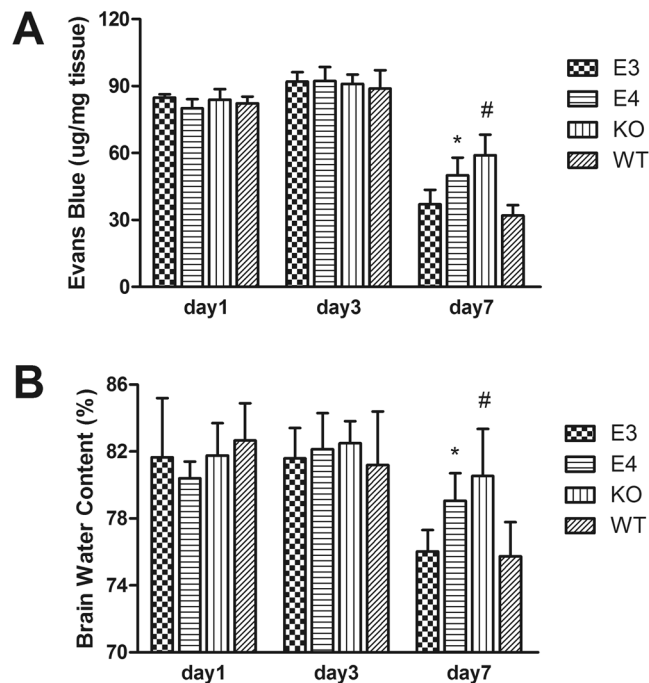 A
Evans Blue (ug/mg tissue)
120
90
60
30
0
*
#
day1 day3 day7
E3
E4
KO
WT
B
Brain Water Content (%)
86
82
78
74
70
*
#
day1 day3 day7
E3
E4
KO
WT